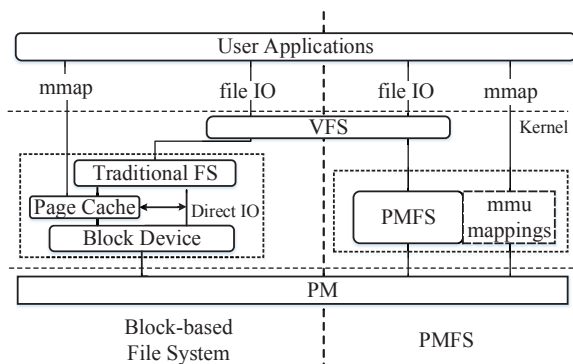 User Applications
mmap
file IO
file IO
mmap
VFS
Kernel
Traditional FS
Page Cache
Direct IO
Block Device
PMFS
mmu
mappings
PM
Block-based
File System
PMFS